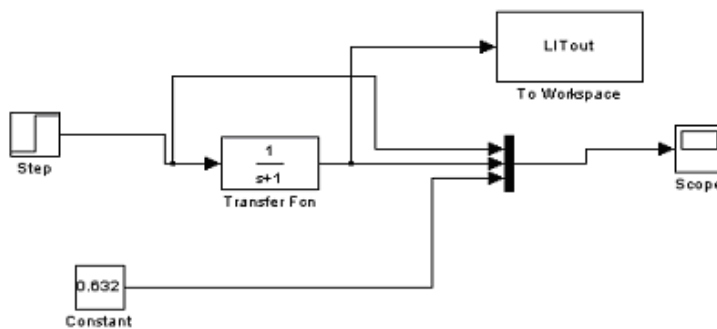 LITout
To Workspace
Step
1
s+1
Transfer Fcn
Scope
0.632
Constant